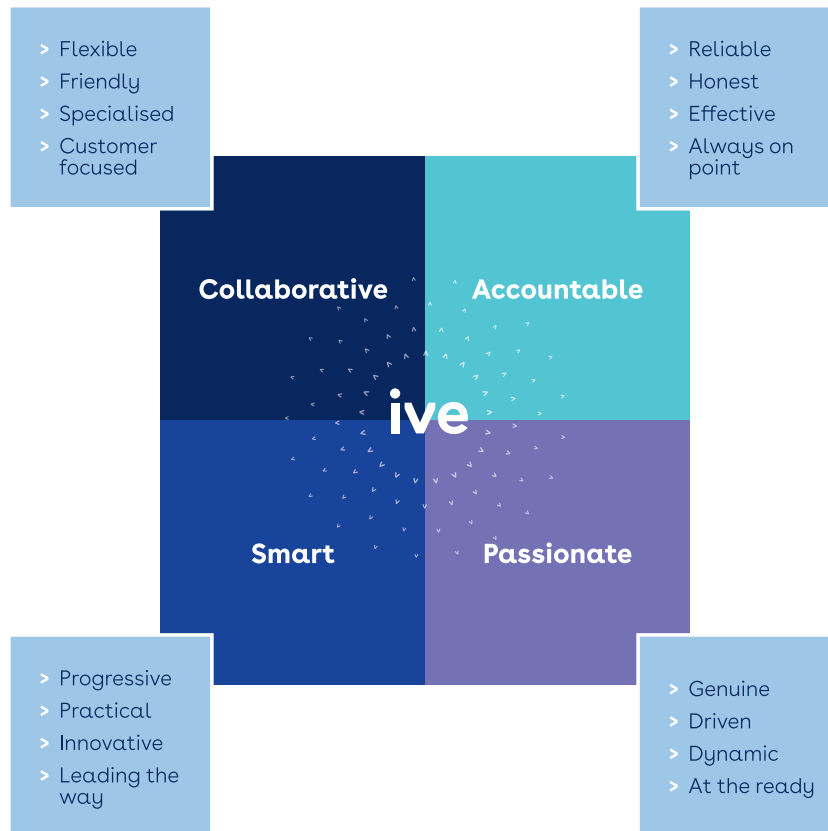 > Flexible
> Friendly
> Specialised
> Customer
focused
> Reliable
> Honest
> Effective
> Always on
point
Collaborative
Accountable
ive
Smart
Passionate
> Progressive
> Practical
> Innovative
> Leading the
way
> Genuine
> Driven
> Dynamic
> At the ready